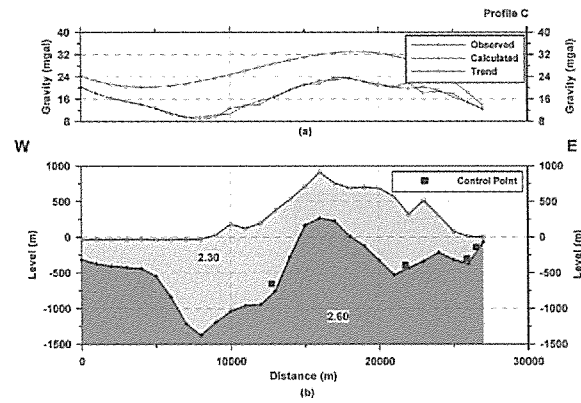 Profile C
40
32
24
16
8
Gravity (mgal)
Observed
Calculated
Trend
40
32
24
16
8
Gravity (mgal)
(a)
W
E
1000
500
0
-500
-1000
-1500
Level (m)
Control Point
2.30
2.60
1000
500
0
-500
-1000
-1500
Level (m)
0
10000
20000
30000
Distance (m)
(b)